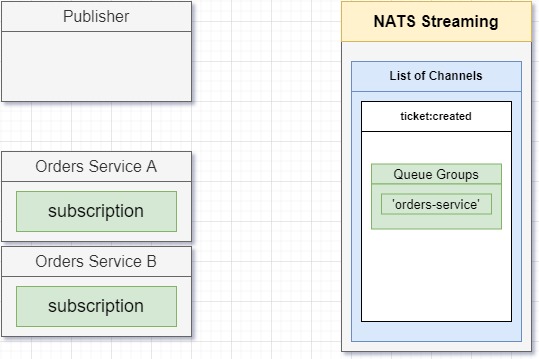 Publisher
Orders Service A
subscription
Orders Service B
subscription
NATS Streaming
List of Channels
ticket:created
Queue Groups
'orders-service'